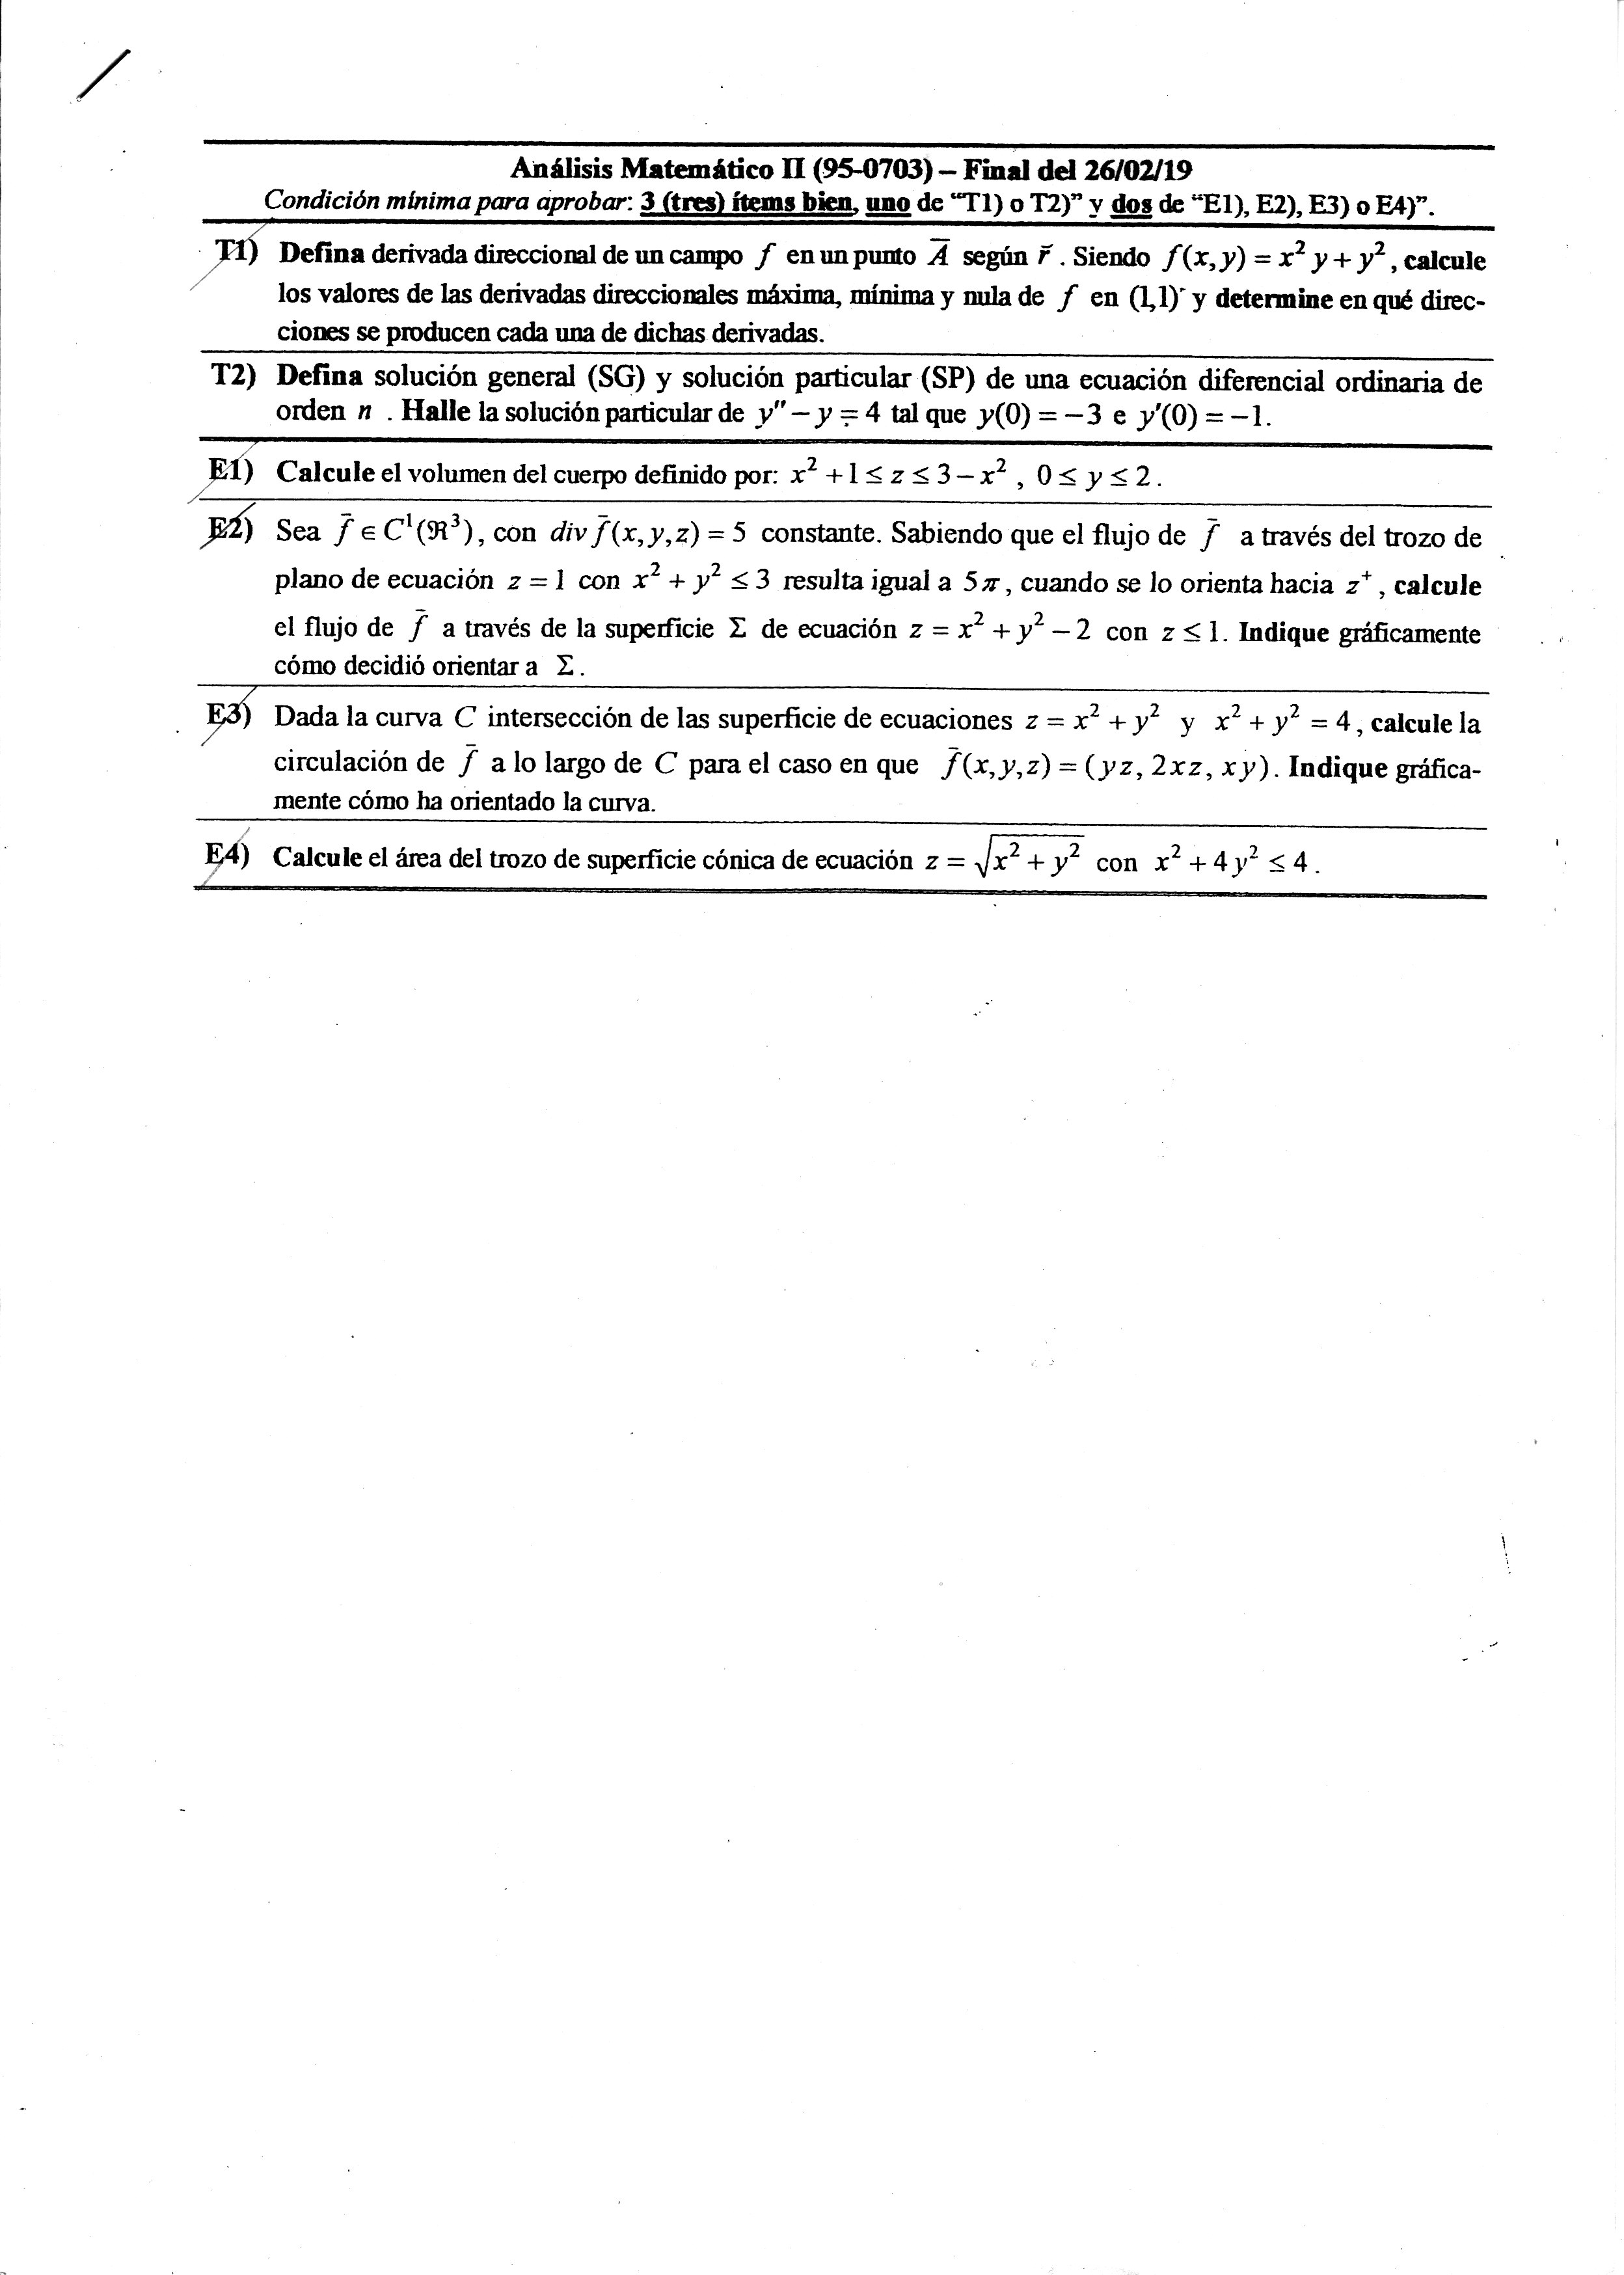 Análisis Matemático II (95-0703) – Final del 26/02/19
Condición mínima para aprobar: 3 (tres) ítems bien, uno de “T1) o T2)” y dos de “E1), E2), E3) o E4)”.
T1) Defina derivada direccional de un campo f en un punto A̅ según ř . Siendo f(x,y) = x² y + y² , calcule
los valores de las derivadas direccionales máxima, mínima y nula de f en (1,1) y determine en qué direc-
ciones se producen cada una de dichas derivadas.
T2) Defina solución general (SG) y solución particular (SP) de una ecuación diferencial ordinaria de
orden n . Halle la solución particular de y″ – y = 4 tal que y(0) = –3 e y′(0) = –1.
E1) Calcule el volumen del cuerpo definido por: x² + 1 ≤ z ≤ 3 – x² , 0 ≤ y ≤ 2 .
E2) Sea f̄ ∈ C¹(ℜ³), con div f̄(x,y,z) = 5 constante. Sabiendo que el flujo de f̄ a través del trozo de
plano de ecuación z = 1 con x² + y² ≤ 3 resulta igual a 5π , cuando se lo orienta hacia z⁺ , calcule
el flujo de f̄ a través de la superficie Σ de ecuación z = x² + y² – 2 con z ≤ 1. Indique gráficamente
cómo decidió orientar a Σ .
E3) Dada la curva C intersección de las superficie de ecuaciones z = x² + y² y x² + y² = 4 , calcule la
circulación de f̄ a lo largo de C para el caso en que f̄(x,y,z) = ( yz, 2xz, xy). Indique gráfica-
mente cómo ha orientado la curva.
E4) Calcule el área del trozo de superficie cónica de ecuación z = √(x² + y²) con x² + 4 y² ≤ 4 .